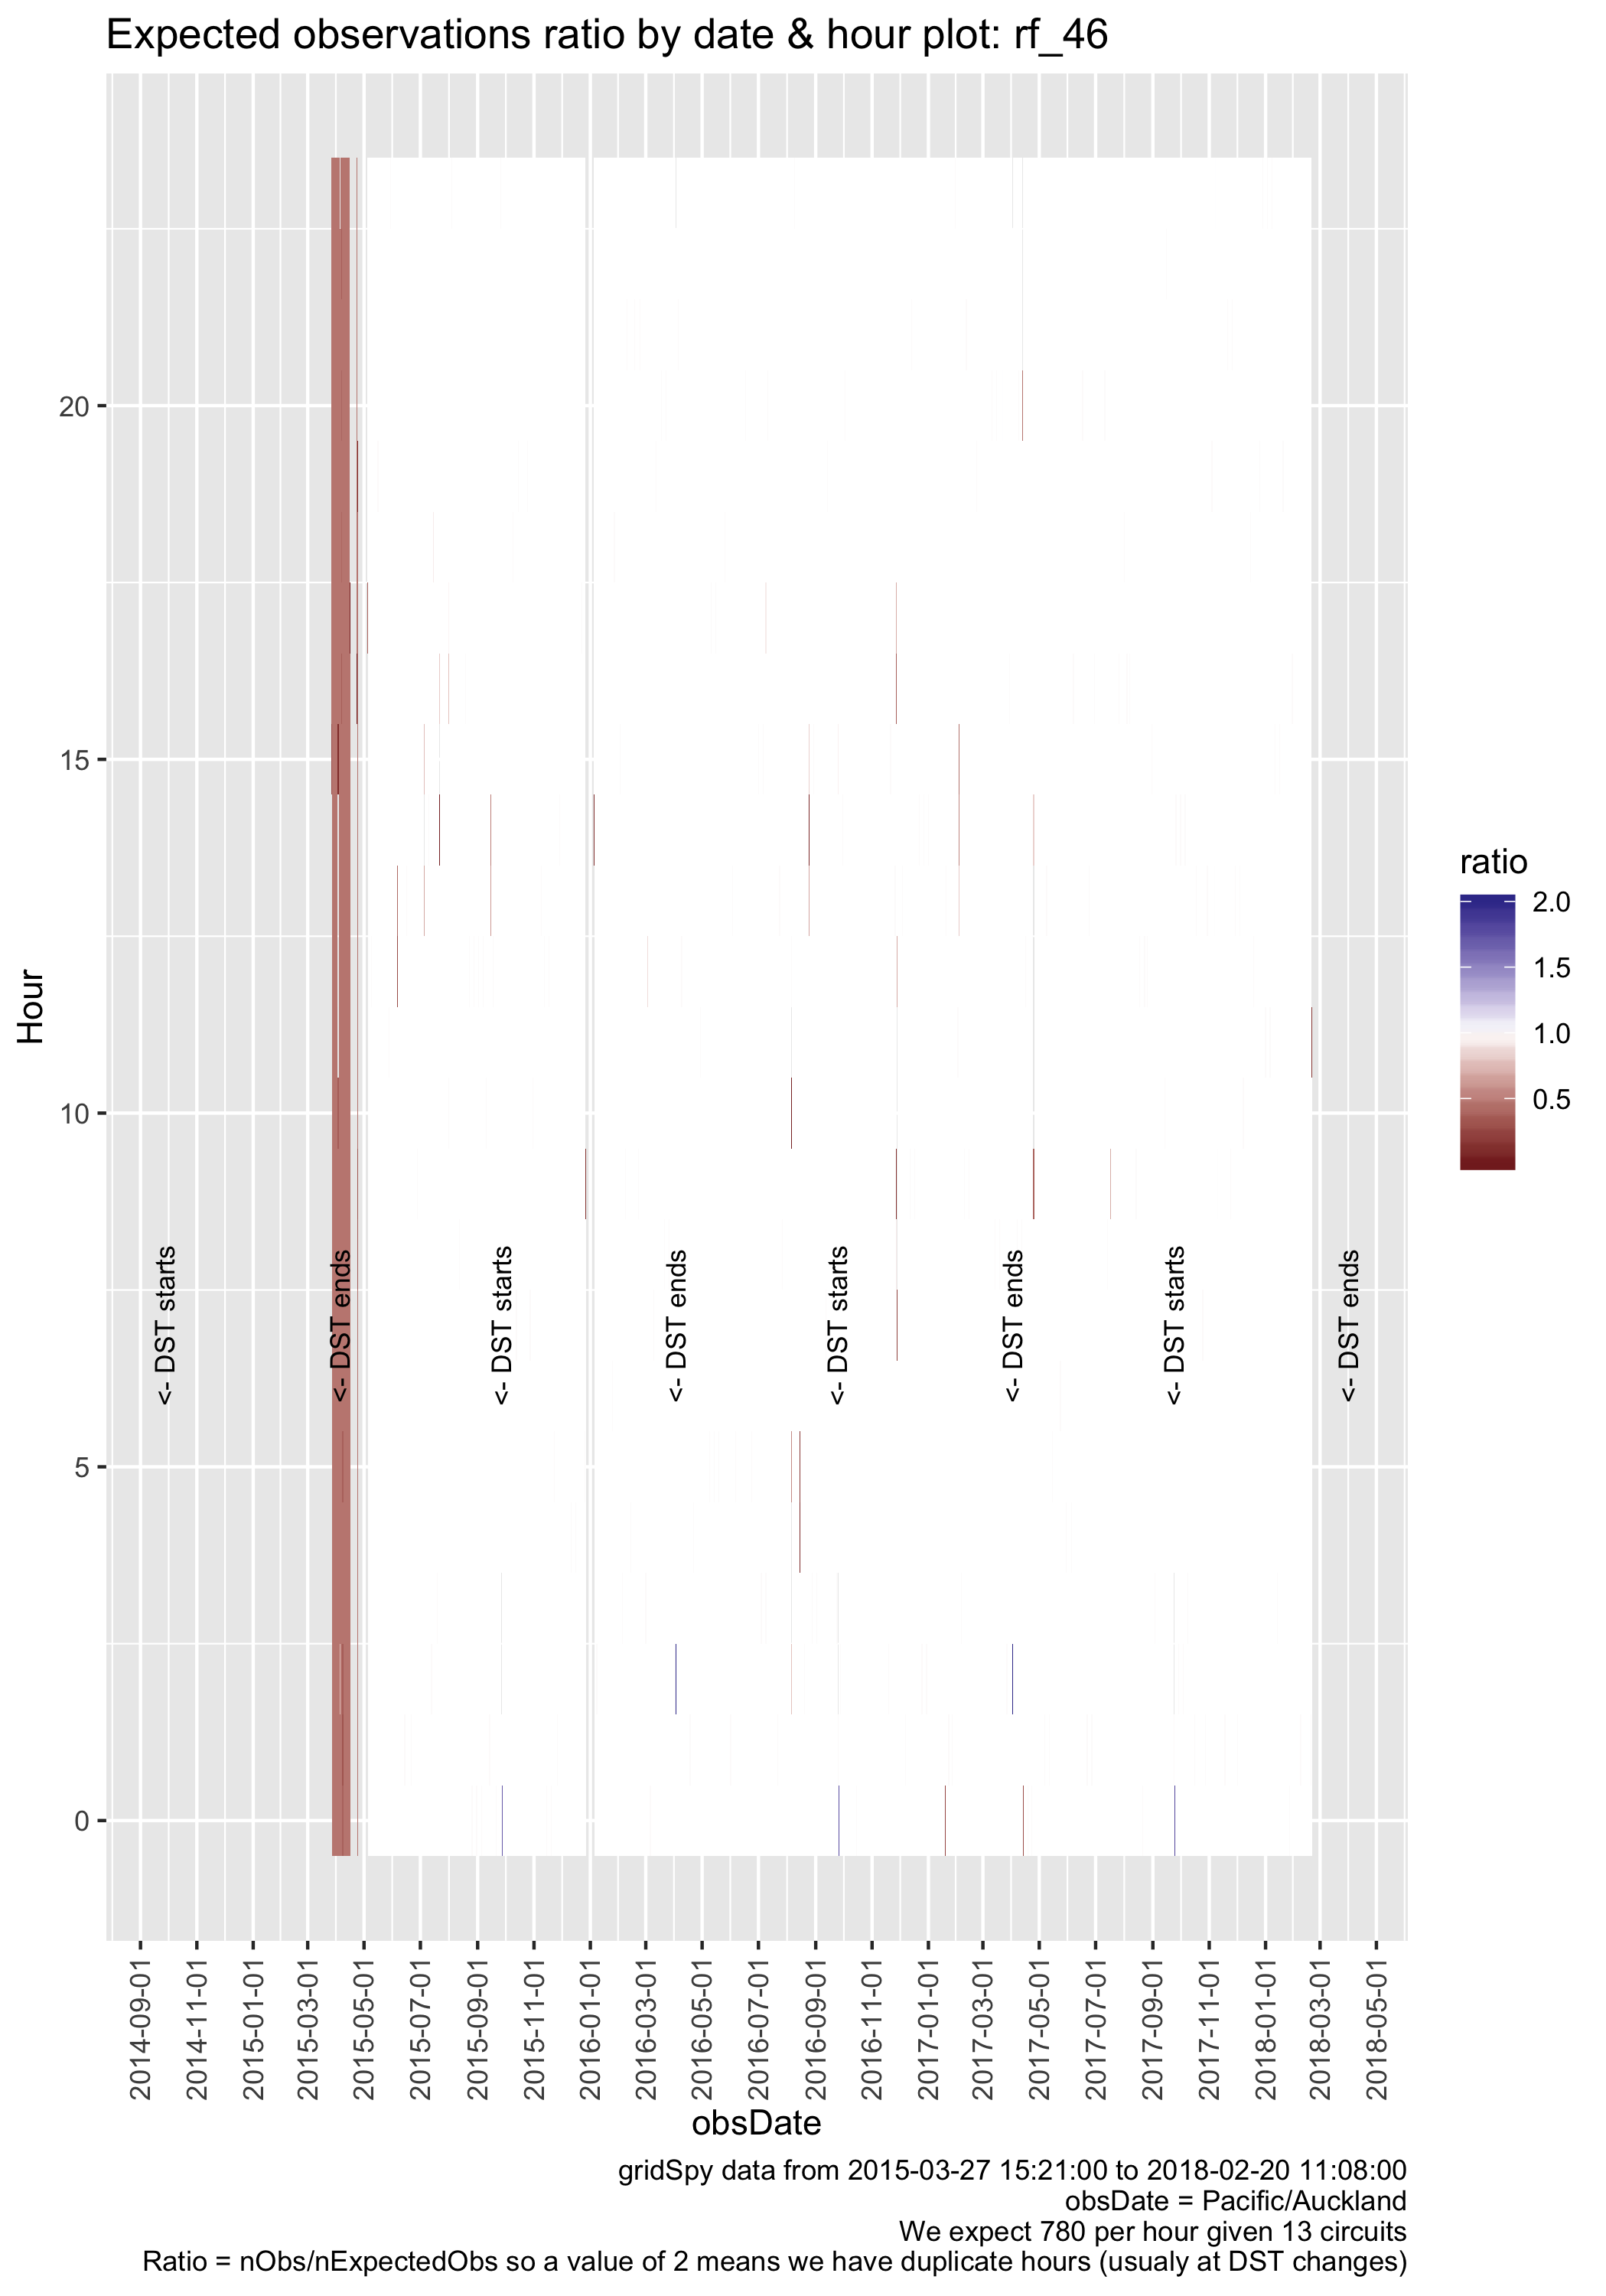 Expected observations ratio by date & hour plot: rf_46
20
15
10
5
0
Hour
<- DST starts
<- DST ends
<- DST starts
<- DST ends
<- DST starts
<- DST ends
<- DST starts
<- DST ends
ratio
2.0
1.5
1.0
0.5
2014-09-01
2014-11-01
2015-01-01
2015-03-01
2015-05-01
2015-07-01
2015-09-01
2015-11-01
2016-01-01
2016-03-01
2016-05-01
2016-07-01
2016-09-01
2016-11-01
2017-01-01
2017-03-01
2017-05-01
2017-07-01
2017-09-01
2017-11-01
2018-01-01
2018-03-01
2018-05-01
obsDate
gridSpy data from 2015-03-27 15:21:00 to 2018-02-20 11:08:00
obsDate = Pacific/Auckland
We expect 780 per hour given 13 circuits
Ratio = nObs/nExpectedObs so a value of 2 means we have duplicate hours (usualy at DST changes)